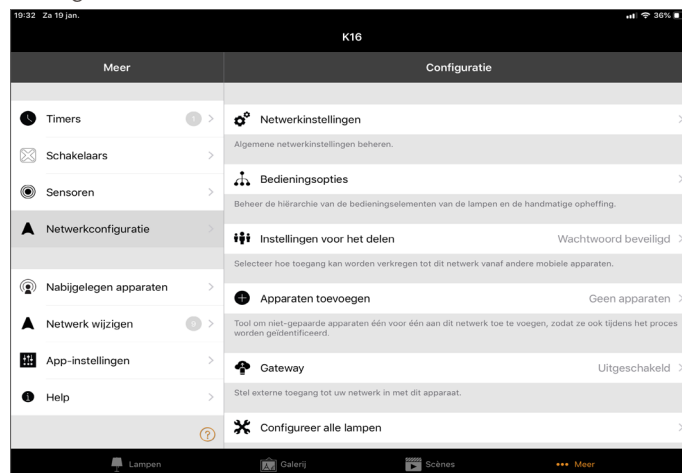 19:32 Za 19 jan.
36%
K16
Meer
Configuratie
Timers
1
Schakelaars
Sensoren
Netwerkconfiguratie
Nabijgelegen apparaten
Netwerk wijzigen
9
App-instellingen
Help
?
Netwerkinstellingen
Algemene netwerkinstellingen beheren.
Bedieningsopties
Beheer de hiërarchie van de bedieningselementen van de lampen en de handmatige opheffing.
Instellingen voor het delen
Wachtwoord beveiligd
Selecteer hoe toegang kan worden verkregen tot dit netwerk vanaf andere mobiele apparaten.
Apparaten toevoegen
Geen apparaten
Tool om niet-gepaarde apparaten één voor één aan dit netwerk toe te voegen, zodat ze ook tijdens het proces
worden geïdentificeerd.
Gateway
Uitgeschakeld
Stel externe toegang tot uw netwerk in met dit apparaat.
Configureer alle lampen
Lampen
Galerij
Scènes
Meer